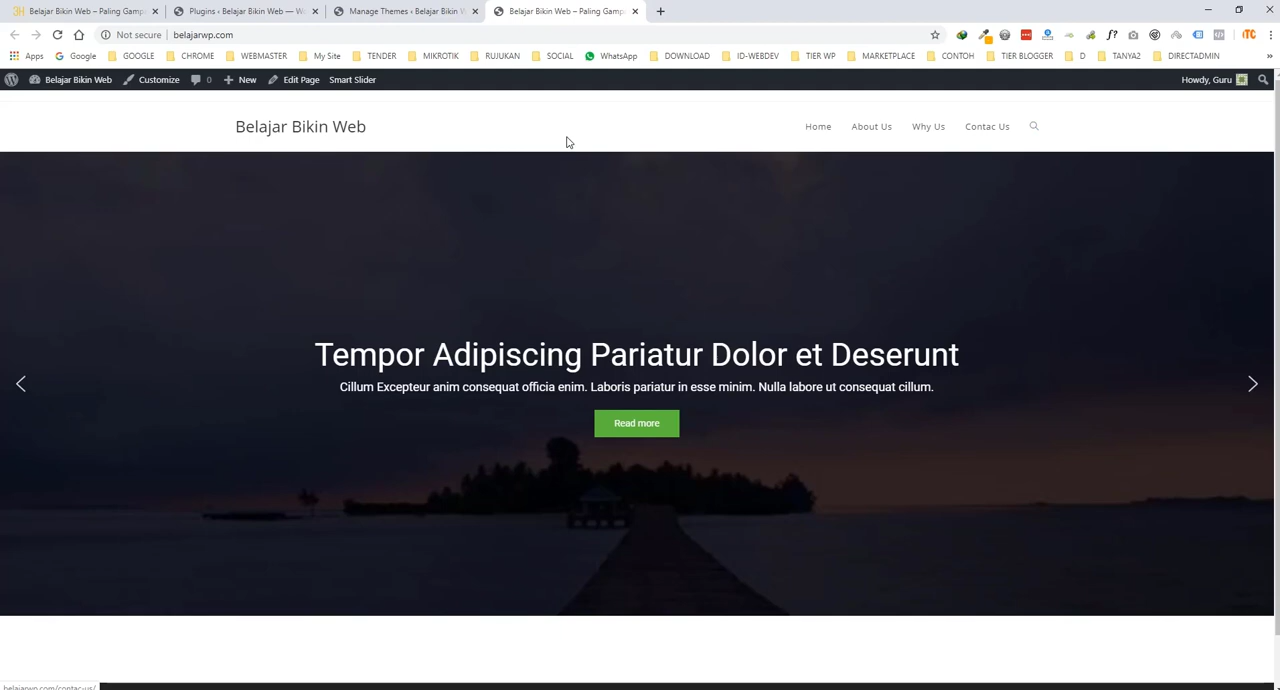 Belajar Bikin Web – Paling Gampa
Plugins ‹ Belajar Bikin Web — Wo
Manage Themes ‹ Belajar Bikin W
Belajar Bikin Web – Paling Gampa
Not secure belajarwp.com
Apps Google GOOGLE CHROME WEBMASTER My Site TENDER MIKROTIK RUJUKAN SOCIAL WhatsApp DOWNLOAD ID-WEBDEV TIER WP MARKETPLACE CONTOH TIER BLOGGER D TANYA2 DIRECTADMIN »
Belajar Bikin Web Customize 0 New Edit Page Smart Slider Howdy, Guru
Belajar Bikin Web
Home About Us Why Us Contac Us
Tempor Adipiscing Pariatur Dolor et Deserunt
Cillum Excepteur anim consequat officia enim. Laboris pariatur in esse minim. Nulla labore ut consequat cillum.
Read more
belajarwp.com/contac-us/